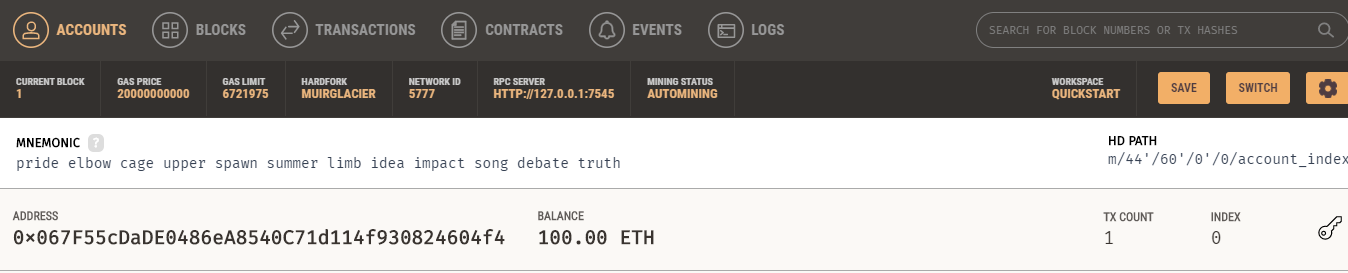 ACCOUNTS BLOCKS TRANSACTIONS CONTRACTS EVENTS LOGS SEARCH FOR BLOCK NUMBERS OR TX HASHES
CURRENT BLOCK GAS PRICE GAS LIMIT HARDFORK NETWORK ID RPC SERVER MINING STATUS WORKSPACE
1 20000000000 6721975 MUIRGLACIER 5777 HTTP://127.0.0.1:7545 AUTOMINING QUICKSTART SAVE SWITCH
MNEMONIC ? HD PATH
pride elbow cage upper spawn summer limb idea impact song debate truth m/44'/60'/0'/0/account_index
ADDRESS BALANCE TX COUNT INDEX
0×067F55cDaDE0486eA8540C71d114f930824604f4 100.00 ETH 1 0